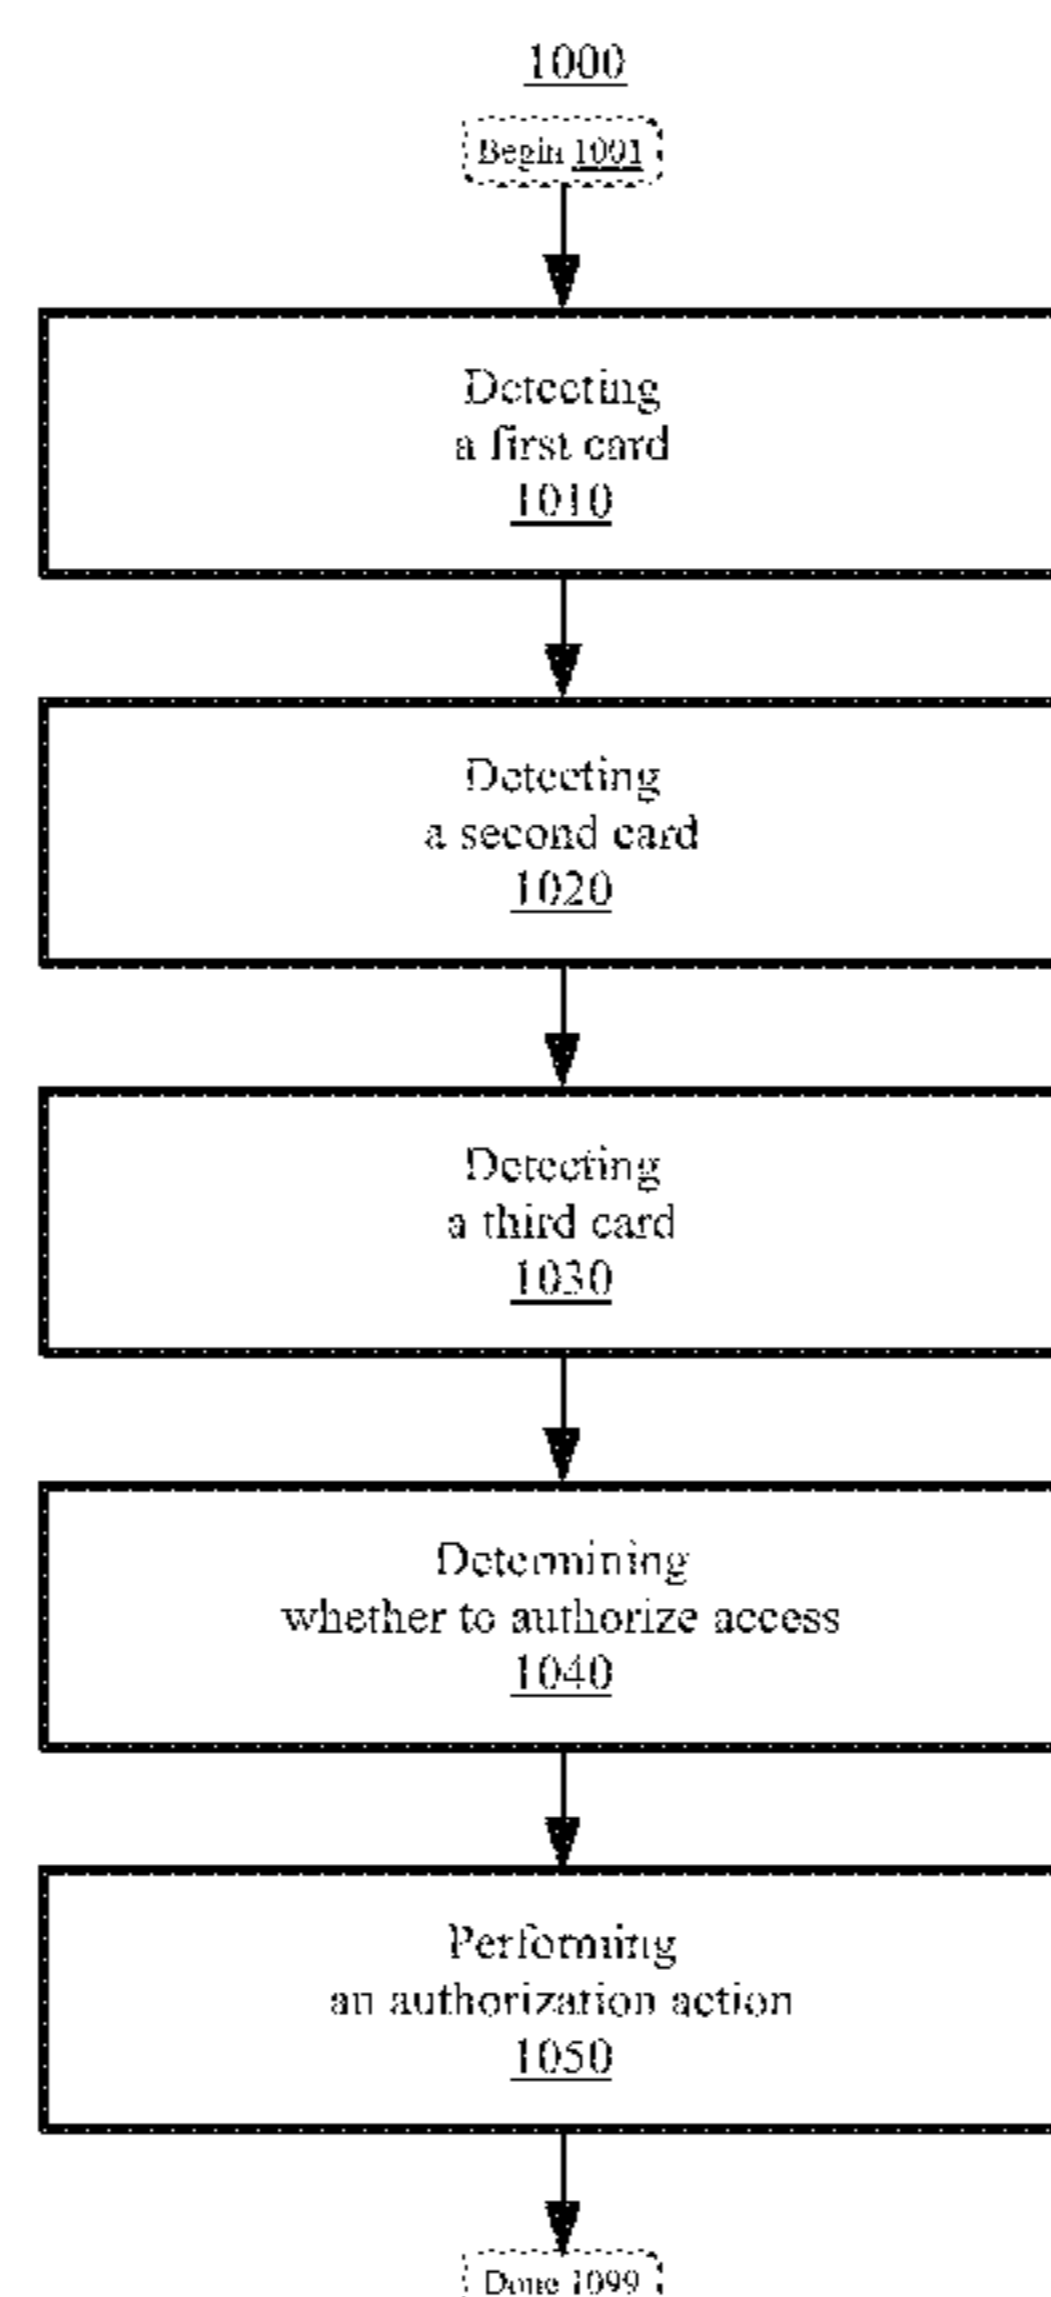 1000
Begin 1001
Detecting
a first card
1010
Detecting
a second card
1020
Detecting
a third card
1030
Determining
whether to authorize access
1040
Performing
an authorization action
1050
Done 1099